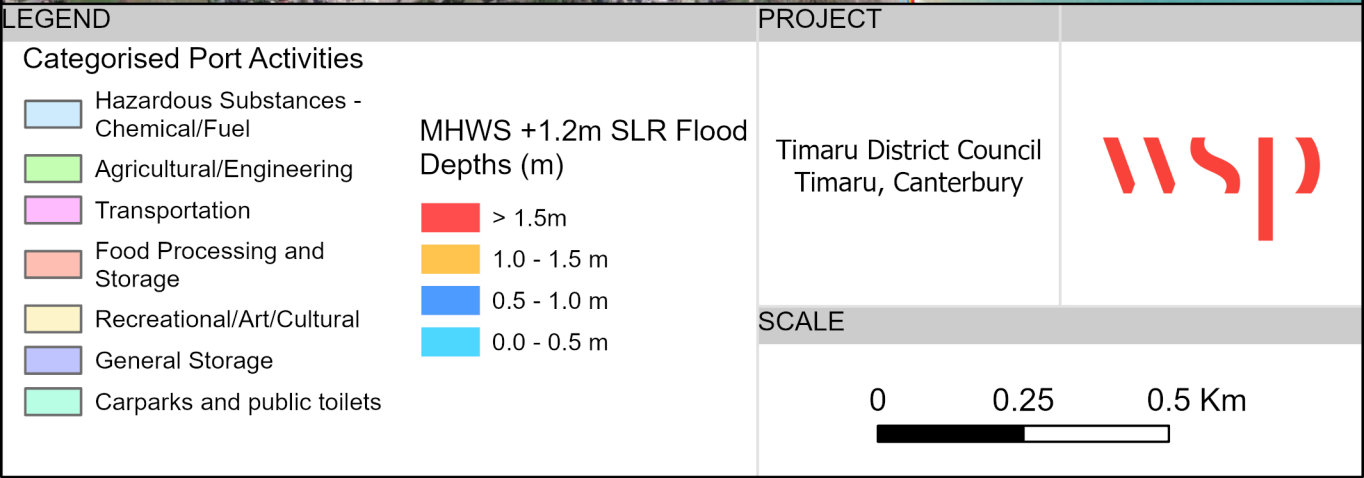 LEGEND
Categorised Port Activities
Hazardous Substances -
Chemical/Fuel
Agricultural/Engineering
Transportation
Food Processing and
Storage
Recreational/Art/Cultural
General Storage
Carparks and public toilets
MHWS +1.2m SLR Flood
Depths (m)
> 1.5m
1.0 - 1.5 m
0.5 - 1.0 m
0.0 - 0.5 m
PROJECT
Timaru District Council
Timaru, Canterbury
wsp
SCALE
0 0.25 0.5 Km